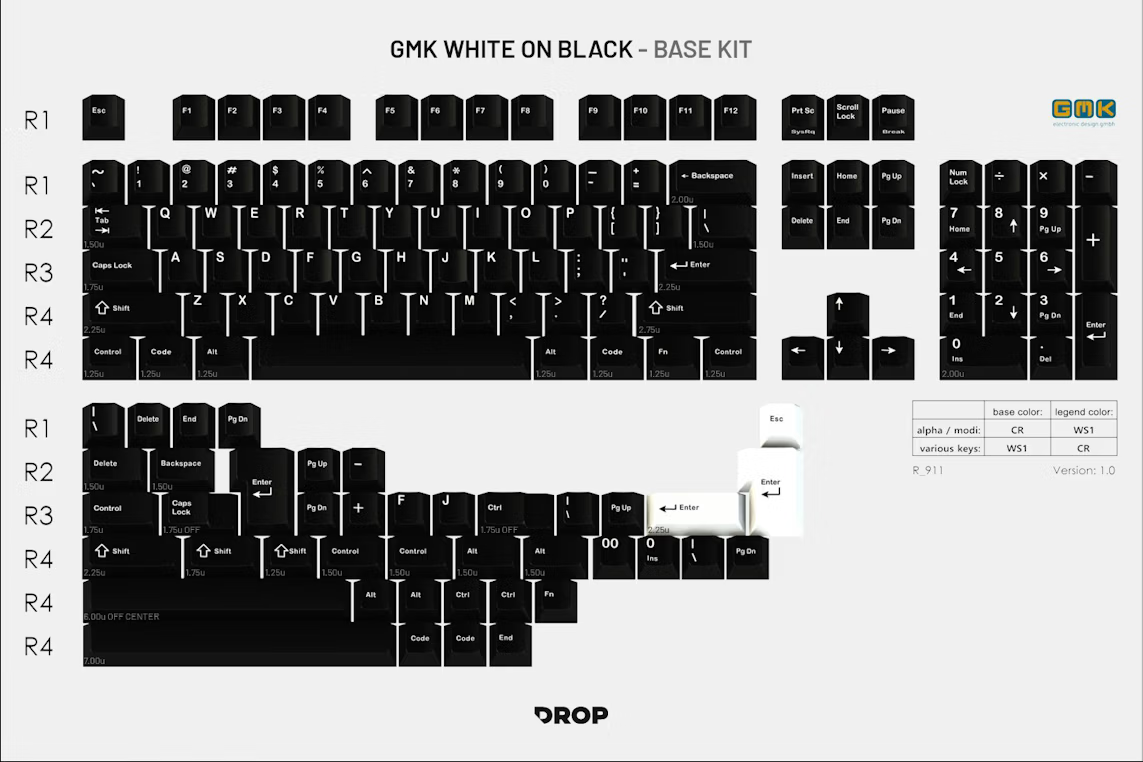 GMK WHITE ON BLACK - BASE KIT
R1 Esc F1 F2 F3 F4 F5 F6 F7 F8 F9 F10 F11 F12 Prt Sc SysRq Scroll Lock Pause Break
GMK
electronic design gmbh
R1 ~ ` ! 1 @ 2 # 3 $ 4 % 5 ^ 6 & 7 * 8 ( 9 ) 0 _ - + = ← Backspace 2.00u Insert Home Pg Up Num Lock ÷ × -
R2 Tab 1.50u Q W E R T Y U I O P { [ } ] | \ 1.50u Delete End Pg Dn 7 Home 8 ↑ 9 Pg Up +
R3 Caps Lock 1.75u A S D F G H J K L : ; " ' Enter 2.25u 4 ← 5 6 →
R4 Shift 2.25u Z X C V B N M < , > . ? / Shift 2.75u ↑ 1 End 2 ↓ 3 Pg Dn Enter
R4 Control 1.25u Code 1.25u Alt 1.25u Alt 1.25u Code 1.25u Fn 1.25u Control 1.25u ← ↓ → 0 Ins 2.00u . Del
R1 | \ Delete End Pg Dn Esc
R2 Delete 1.50u Backspace 1.50u Enter Pg Up - Enter
R3 Control 1.75u Caps Lock 1.75u OFF Pg Dn + F J Ctrl 1.75u OFF | \ Pg Up Enter 2.25u
R4 Shift 2.25u Shift 1.75u Shift 1.25u Control 1.50u Control 1.50u Alt 1.50u Alt 1.50u 00 0 Ins | \ Pg Dn
R4 6.00u OFF CENTER Alt Alt Ctrl Ctrl Fn
R4 7.00u Code Code End
base color: legend color:
alpha / modi: CR WS1
various keys: WS1 CR
R_911 Version: 1.0
DROP